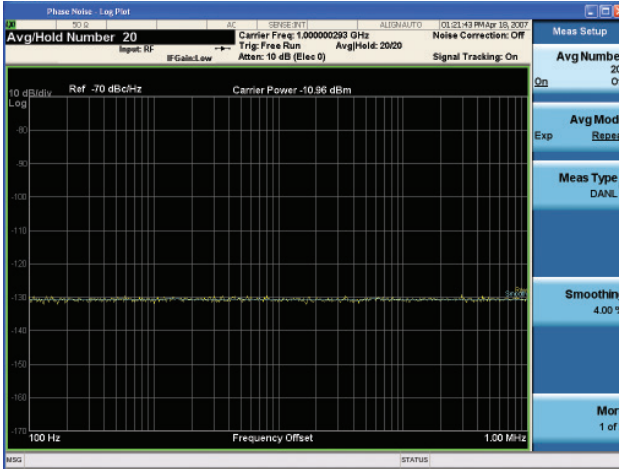 Phase Noise - Log Plot
50 Ω AC SENSE:INT ALIGNAUTO 01:21:43 PM Apr 18, 2007
Avg/Hold Number 20
Carrier Freq: 1.000000293 GHz
Noise Correction: Off
Input: RF
Trig: Free Run
Avg|Hold: 20/20
IFGain:Low
Atten: 10 dB (Elec 0)
Signal Tracking: On
10 dB/div Ref -70 dBc/Hz Carrier Power -10.96 dBm
Log
-80
-90
-100
-110
-120
-130
-140
-150
-160
-170
100 Hz Frequency Offset 1.00 MHz
MSG STATUS
Meas Setup
Avg Numbe
20
On O
Avg Mod
Exp Repea
Meas Type
DANL
Smoothing
4.00 %
Mor
1 of